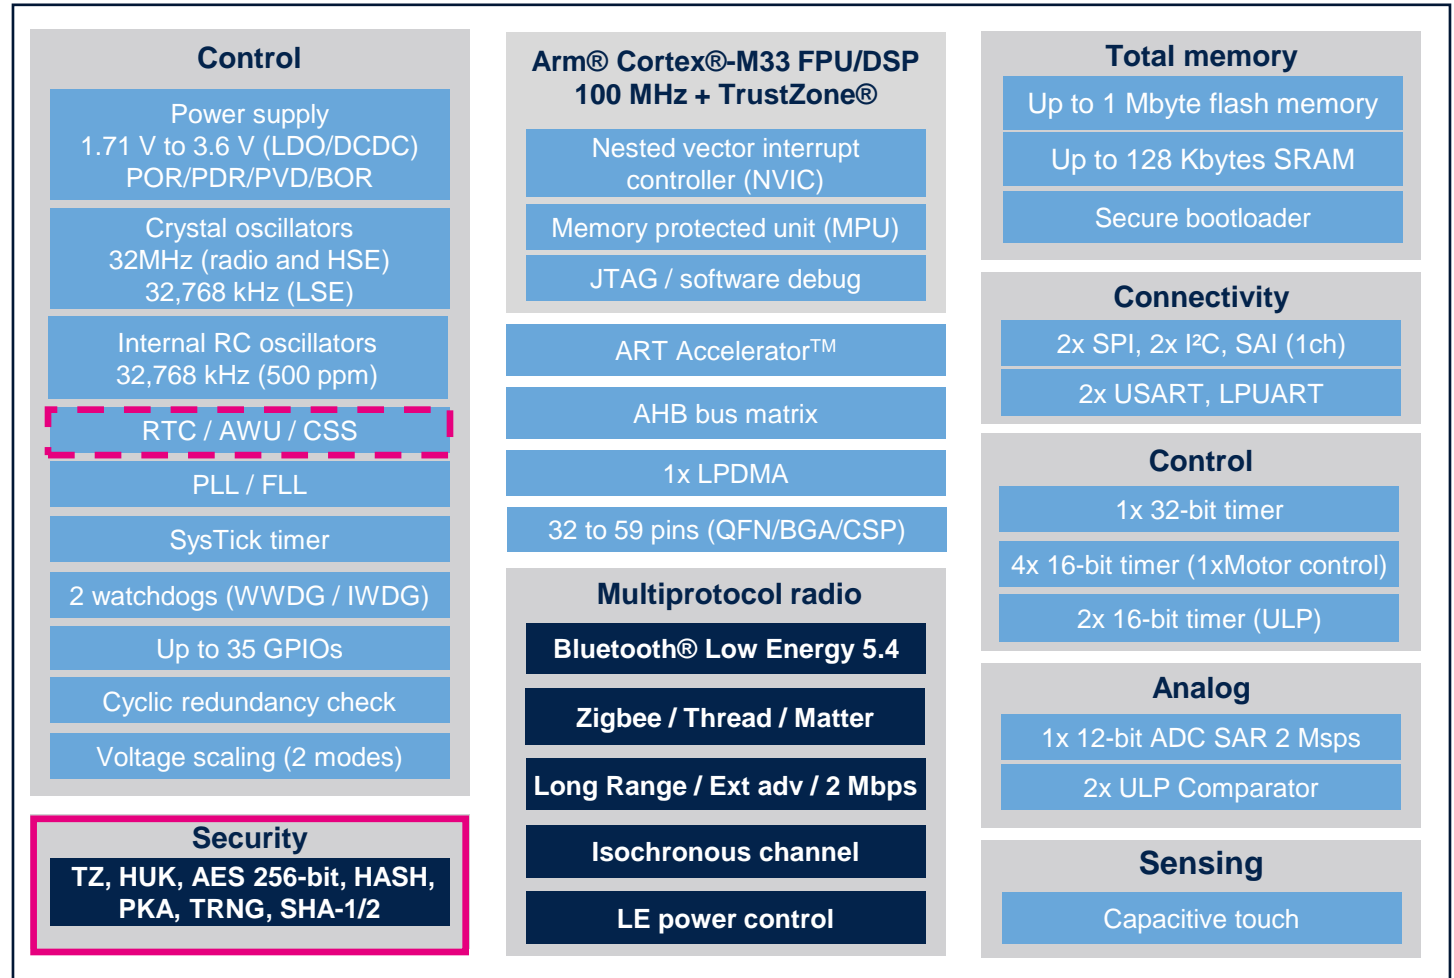 Control
Power supply
1.71 V to 3.6 V (LDO/DCDC)
POR/PDR/PVD/BOR
Crystal oscillators
32MHz (radio and HSE)
32,768 kHz (LSE)
Internal RC oscillators
32,768 kHz (500 ppm)
RTC / AWU / CSS
PLL / FLL
SysTick timer
2 watchdogs (WWDG / IWDG)
Up to 35 GPIOs
Cyclic redundancy check
Voltage scaling (2 modes)
Security
TZ, HUK, AES 256-bit, HASH,
PKA, TRNG, SHA-1/2
Arm® Cortex®-M33 FPU/DSP
100 MHz + TrustZone®
Nested vector interrupt
controller (NVIC)
Memory protected unit (MPU)
JTAG / software debug
ART Accelerator™
AHB bus matrix
1x LPDMA
32 to 59 pins (QFN/BGA/CSP)
Multiprotocol radio
Bluetooth® Low Energy 5.4
Zigbee / Thread / Matter
Long Range / Ext adv / 2 Mbps
Isochronous channel
LE power control
Total memory
Up to 1 Mbyte flash memory
Up to 128 Kbytes SRAM
Secure bootloader
Connectivity
2x SPI, 2x I²C, SAI (1ch)
2x USART, LPUART
Control
1x 32-bit timer
4x 16-bit timer (1xMotor control)
2x 16-bit timer (ULP)
Analog
1x 12-bit ADC SAR 2 Msps
2x ULP Comparator
Sensing
Capacitive touch